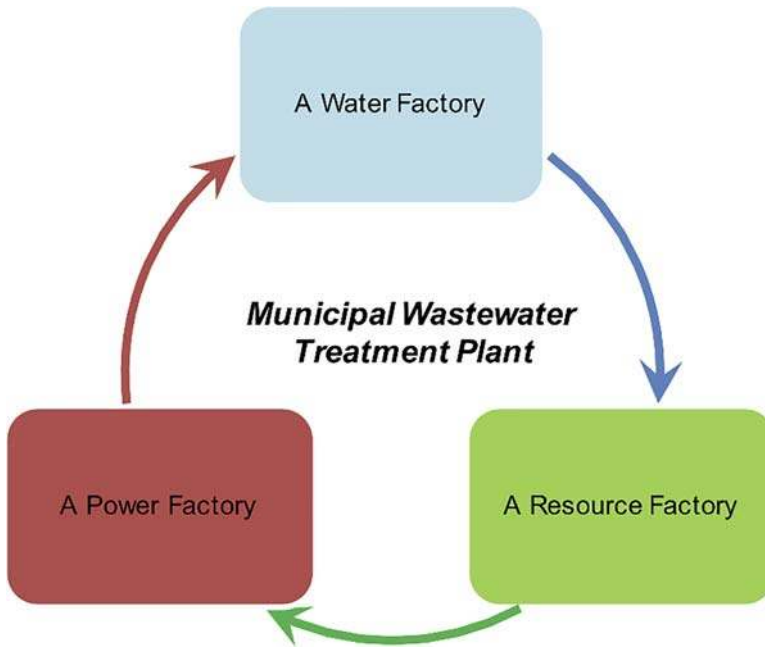 A Water Factory
Municipal Wastewater
Treatment Plant
A Power Factory
A Resource Factory